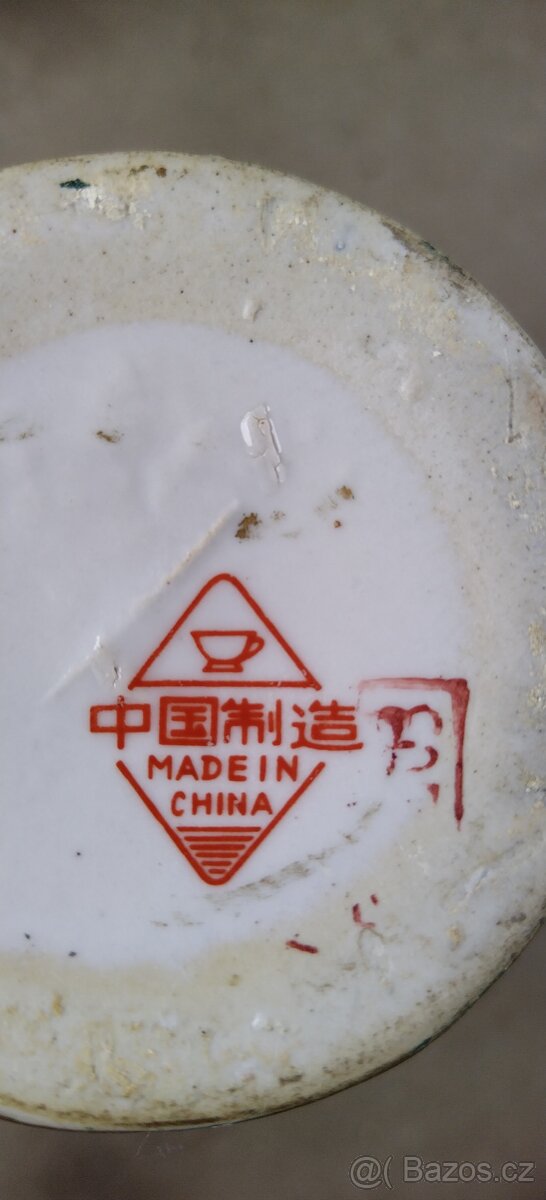 中国制造
MADE IN
CHINA
@( Bazos.cz